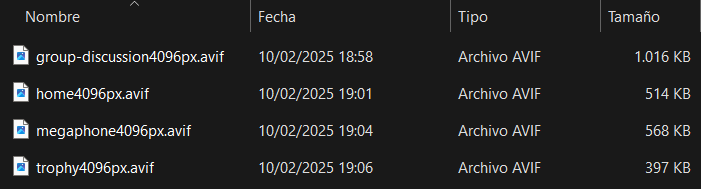 Nombre Fecha Tipo Tamaño
group-discussion4096px.avif 10/02/2025 18:58 Archivo AVIF 1.016 KB
home4096px.avif 10/02/2025 19:01 Archivo AVIF 514 KB
megaphone4096px.avif 10/02/2025 19:04 Archivo AVIF 568 KB
trophy4096px.avif 10/02/2025 19:06 Archivo AVIF 397 KB